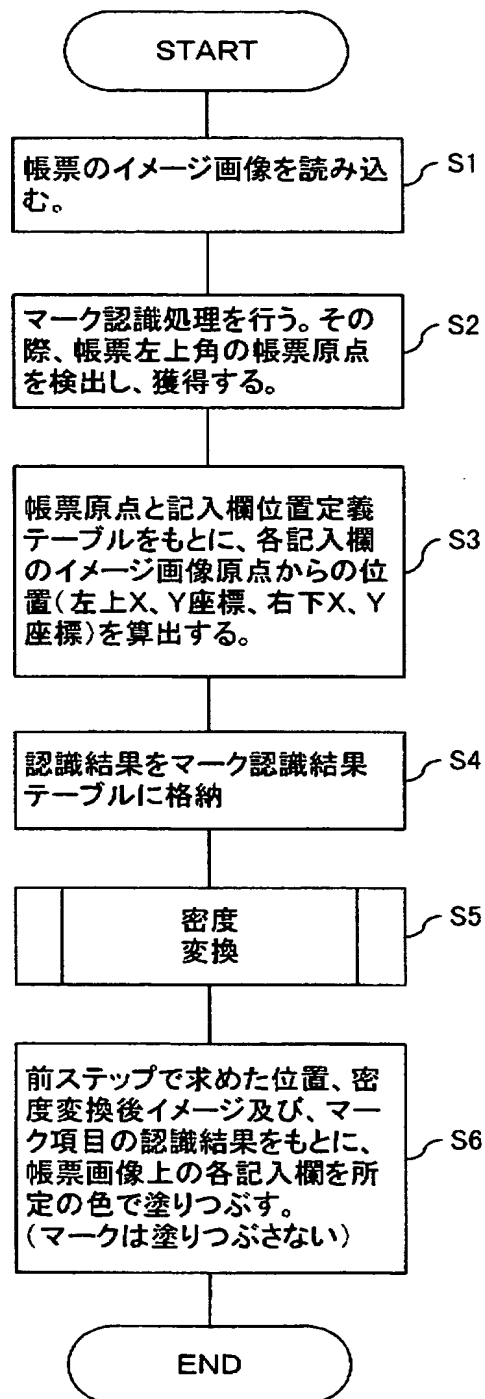 START
帳票のイメージ画像を読み込
む。
S1
マーク認識処理を行う。その
際、帳票左上角の帳票原点
を検出し、獲得する。
S2
帳票原点と記入欄位置定義
テーブルをもとに、各記入欄
のイメージ画像原点からの位
置(左上X、Y座標、右下X、Y
座標)を算出する。
S3
認識結果をマーク認識結果
テーブルに格納
S4
密度
変換
S5
前ステップで求めた位置、密
度変換後イメージ及び、マー
ク項目の認識結果をもとに、
帳票画像上の各記入欄を所
定の色で塗りつぶす。
(マークは塗りつぶさない)
S6
END